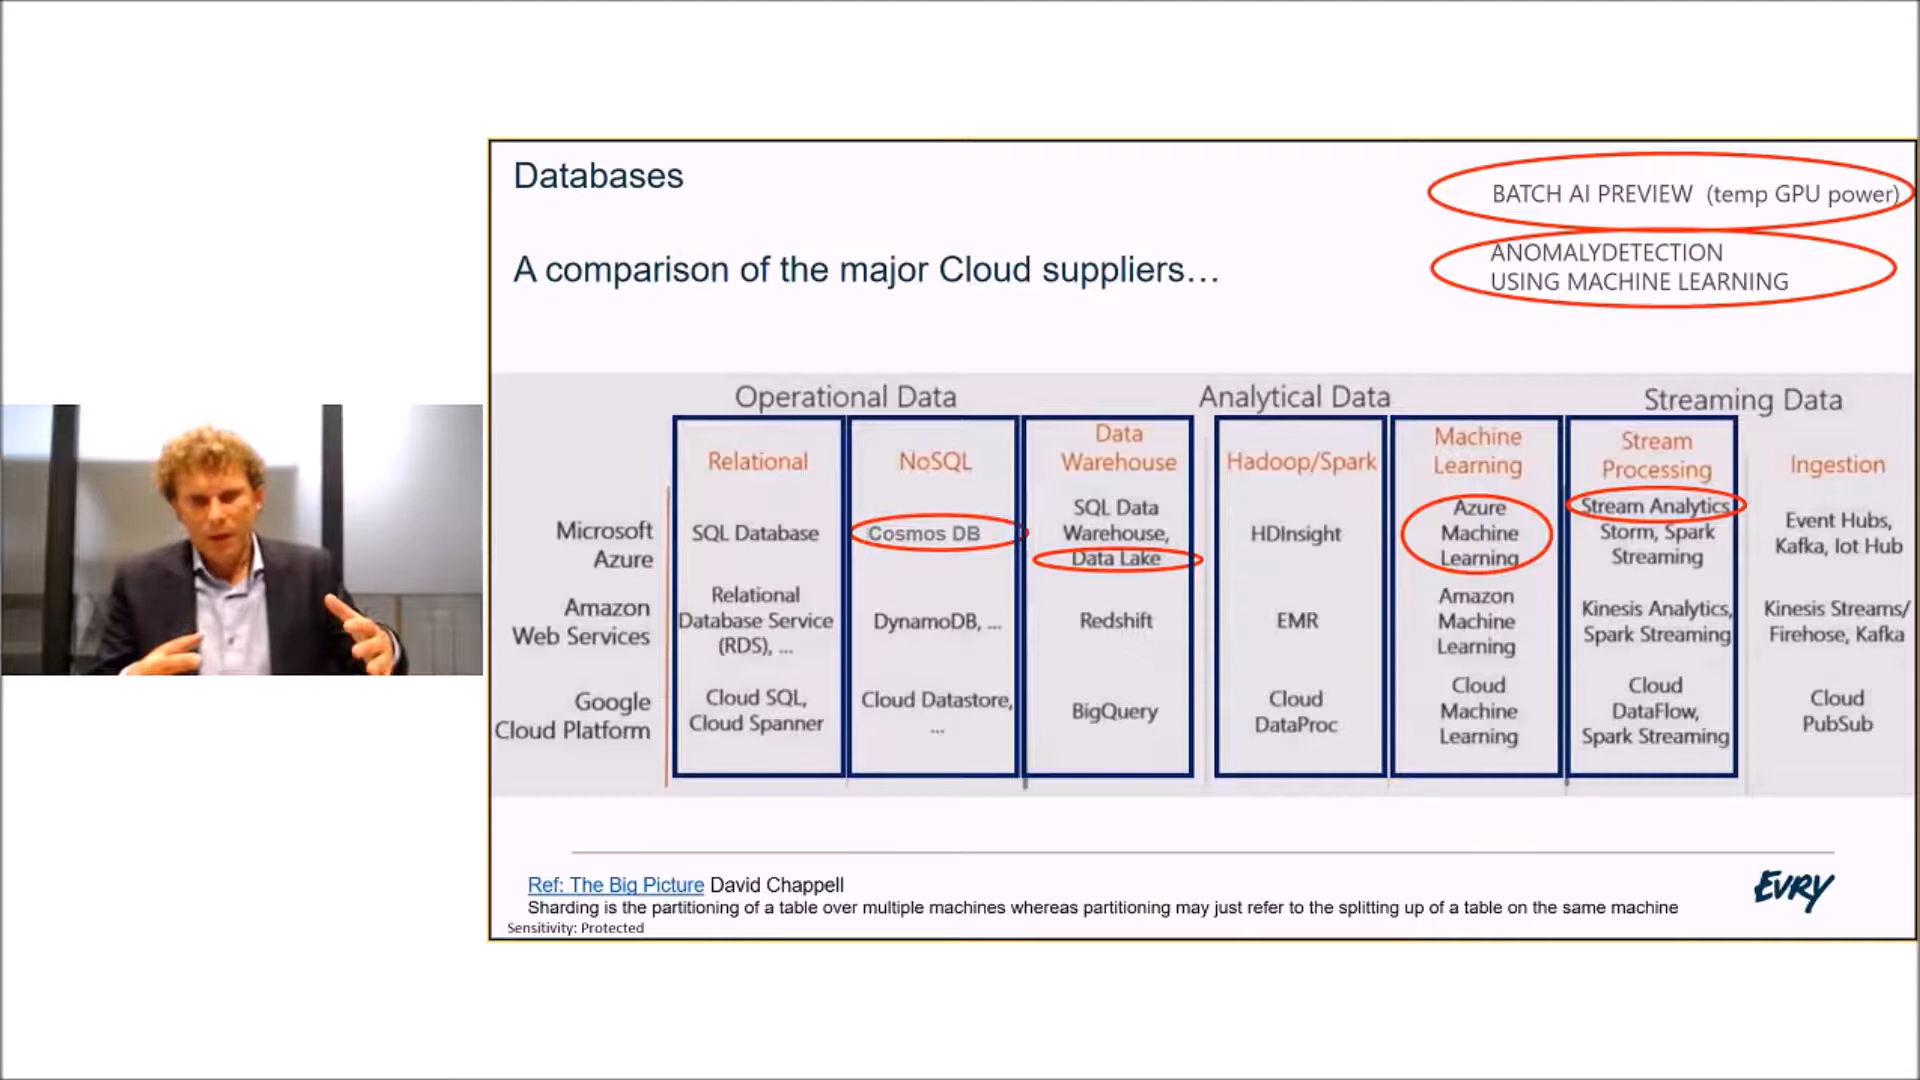 Databases
BATCH AI PREVIEW (temp GPU power)
ANOMALYDETECTION
USING MACHINE LEARNING
A comparison of the major Cloud suppliers…
Operational Data
Analytical Data
Streaming Data
Relational
NoSQL
Data
Warehouse
Hadoop/Spark
Machine
Learning
Stream
Processing
Ingestion
Microsoft
Azure
SQL Database
Cosmos DB
SQL Data
Warehouse,
Data Lake
HDInsight
Azure
Machine
Learning
Stream Analytics
Storm, Spark
Streaming
Event Hubs,
Kafka, Iot Hub
Amazon
Web Services
Relational
Database Service
(RDS), ...
DynamoDB, ...
Redshift
EMR
Amazon
Machine
Learning
Kinesis Analytics,
Spark Streaming
Kinesis Streams/
Firehose, Kafka
Google
Cloud Platform
Cloud SQL,
Cloud Spanner
Cloud Datastore,
...
BigQuery
Cloud
DataProc
Cloud
Machine
Learning
Cloud
DataFlow,
Spark Streaming
Cloud
PubSub
Ref: The Big Picture David Chappell
Sharding is the partitioning of a table over multiple machines whereas partitioning may just refer to the splitting up of a table on the same machine
Sensitivity: Protected
EVRY